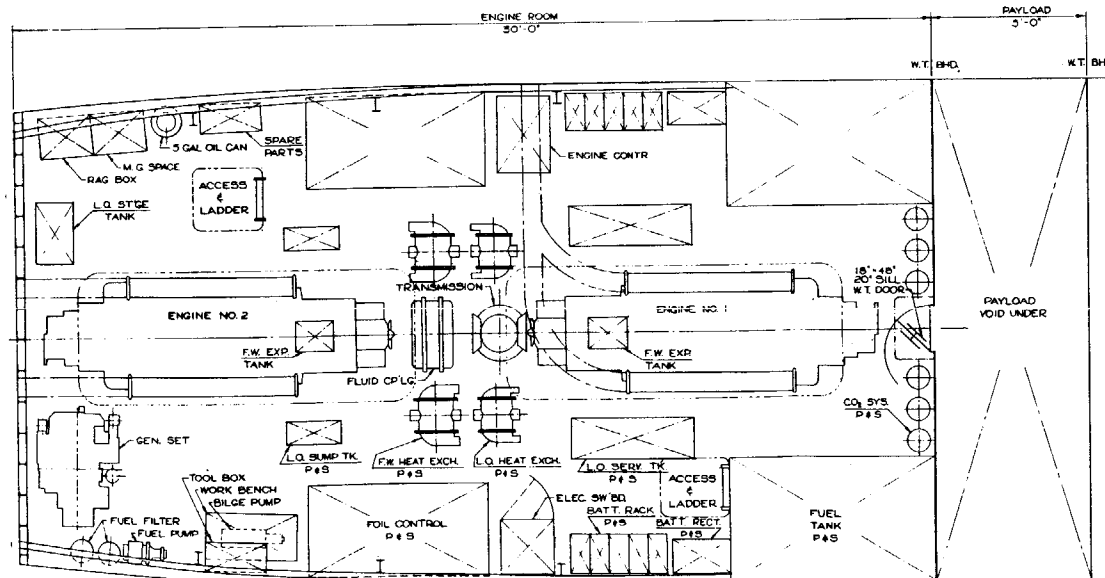 ENGINE ROOM
30'-0"
PAYLOAD
5'-0"
W.T. BHD.
W.T. BH
5 GAL OIL CAN
SPARE
PARTS
M.G SPACE
RAG BOX
ENGINE CONTR
ACCESS
&
LADDER
L.O. ST'GE
TANK
TRANSMISSION
18" × 48"
20" SILL
W.T. DOOR
ENGINE NO. 2
ENGINE NO. 1
PAYLOAD
VOID UNDER
F.W. EXP.
TANK
F.W. EXP.
TANK
FLUID CP'LG.
CO₂ SYS.
P & S
GEN. SET
L.O. SUMP TK.
P & S
F.W. HEAT EXCH.
P & S
L.O. HEAT EXCH.
P & S
L.O. SERV. TK.
P & S
ACCESS
&
LADDER
TOOL BOX
WORK BENCH
BILGE PUMP
ELEC. SW'BD.
BATT. RACK
P & S
BATT. RECT.
P & S
FUEL FILTER
FUEL PUMP
FOIL CONTROL
P & S
FUEL
TANK
P & S